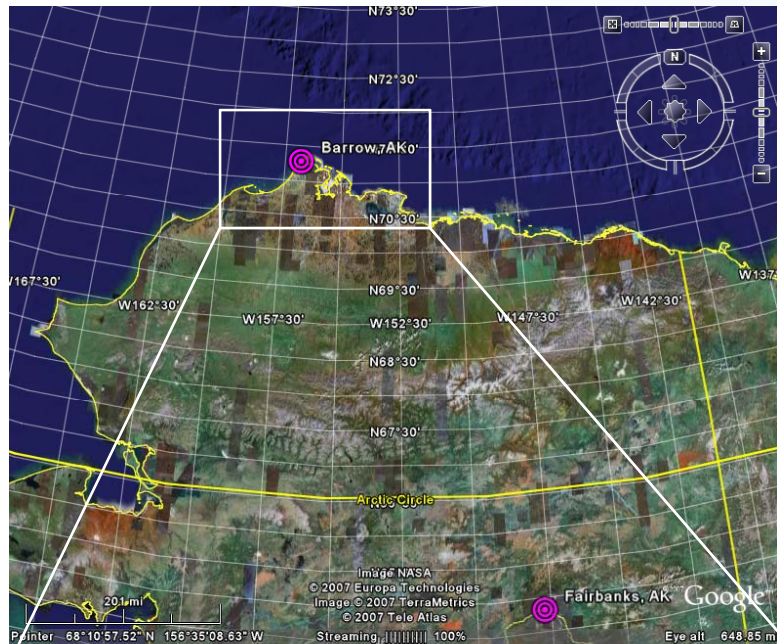 N73°30'
N
N72°30'
Barrow, AK
N70°30'
W167°30'
W137°
N69°30'
W162°30'
W142°30'
W157°30'
W152°30'
W147°30'
N68°30'
N67°30'
Arctic Circle
Image NASA
© 2007 Europa Technologies
Image © 2007 TerraMetrics
© 2007 Tele Atlas
Fairbanks, AK
Google
201 mi
Pointer 68°10'57.52" N 156°35'08.63" W
Streaming 100%
Eye alt 648.85 m